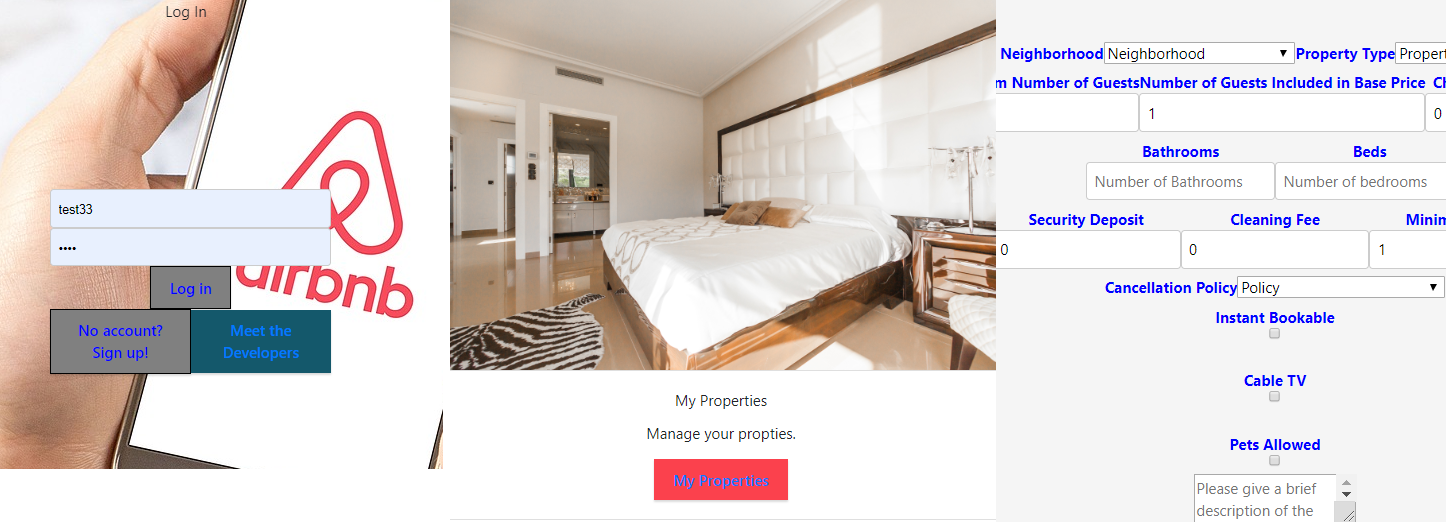 Log In
test33
airbnb
Log in
No account?
Sign up!
Meet the
Developers
My Properties
Manage your propties.
My Properties
Neighborhood Neighborhood Property Type
Number of Guests Number of Guests Included in Base Price
1 0
Bathrooms Beds
Number of Bathrooms Number of bedrooms
Security Deposit Cleaning Fee
0 0 1
Cancellation Policy Policy
Instant Bookable
Cable TV
Pets Allowed
Please give a brief
description of the